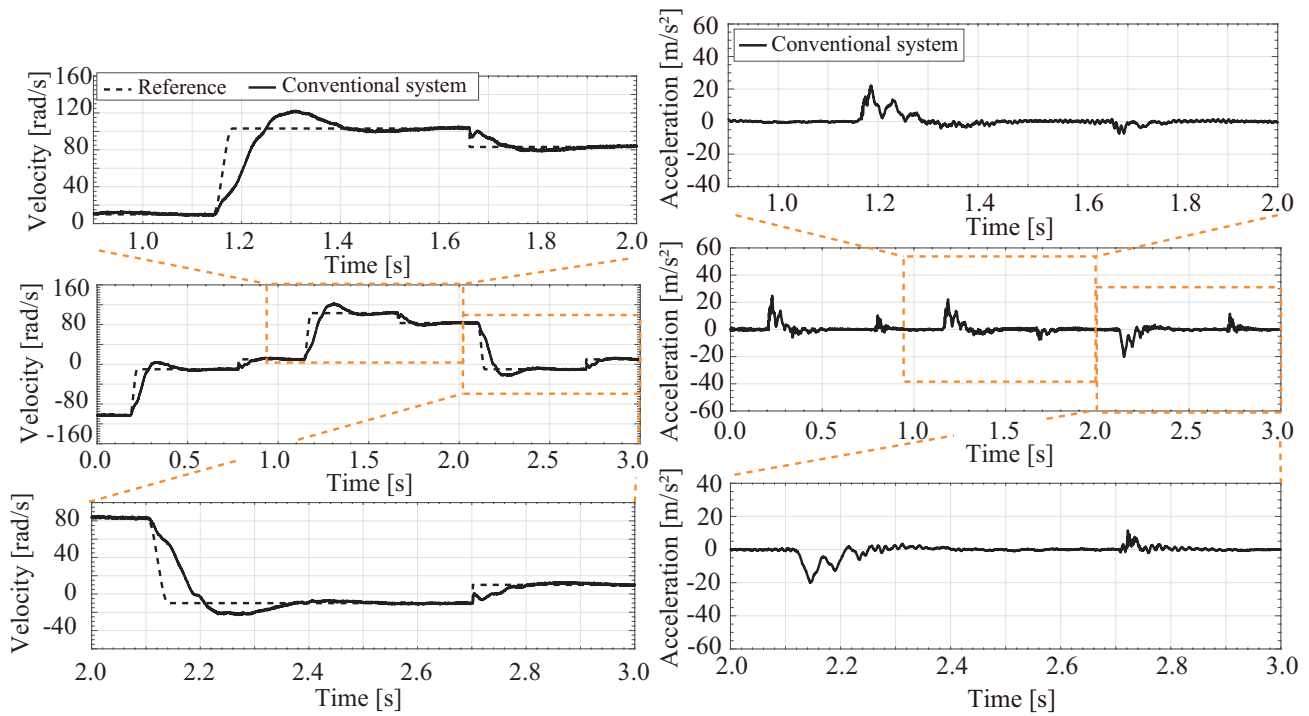 Velocity [rad/s]
160
120
80
40
0
Reference
Conventional system
1.0 1.2 1.4 1.6 1.8 2.0
Time [s]
Velocity [rad/s]
160
80
0
-80
-160
0.0 0.5 1.0 1.5 2.0 2.5 3.0
Time [s]
Velocity [rad/s]
80
40
0
-40
2.0 2.2 2.4 2.6 2.8 3.0
Time [s]
Acceleration [m/s²]
60
40
20
0
-20
-40
Conventional system
1.0 1.2 1.4 1.6 1.8 2.0
Time [s]
Acceleration [m/s²]
60
40
20
0
-20
-40
-60
0.0 0.5 1.0 1.5 2.0 2.5 3.0
Time [s]
Acceleration [m/s²]
40
20
0
-20
-40
-60
2.0 2.2 2.4 2.6 2.8 3.0
Time [s]